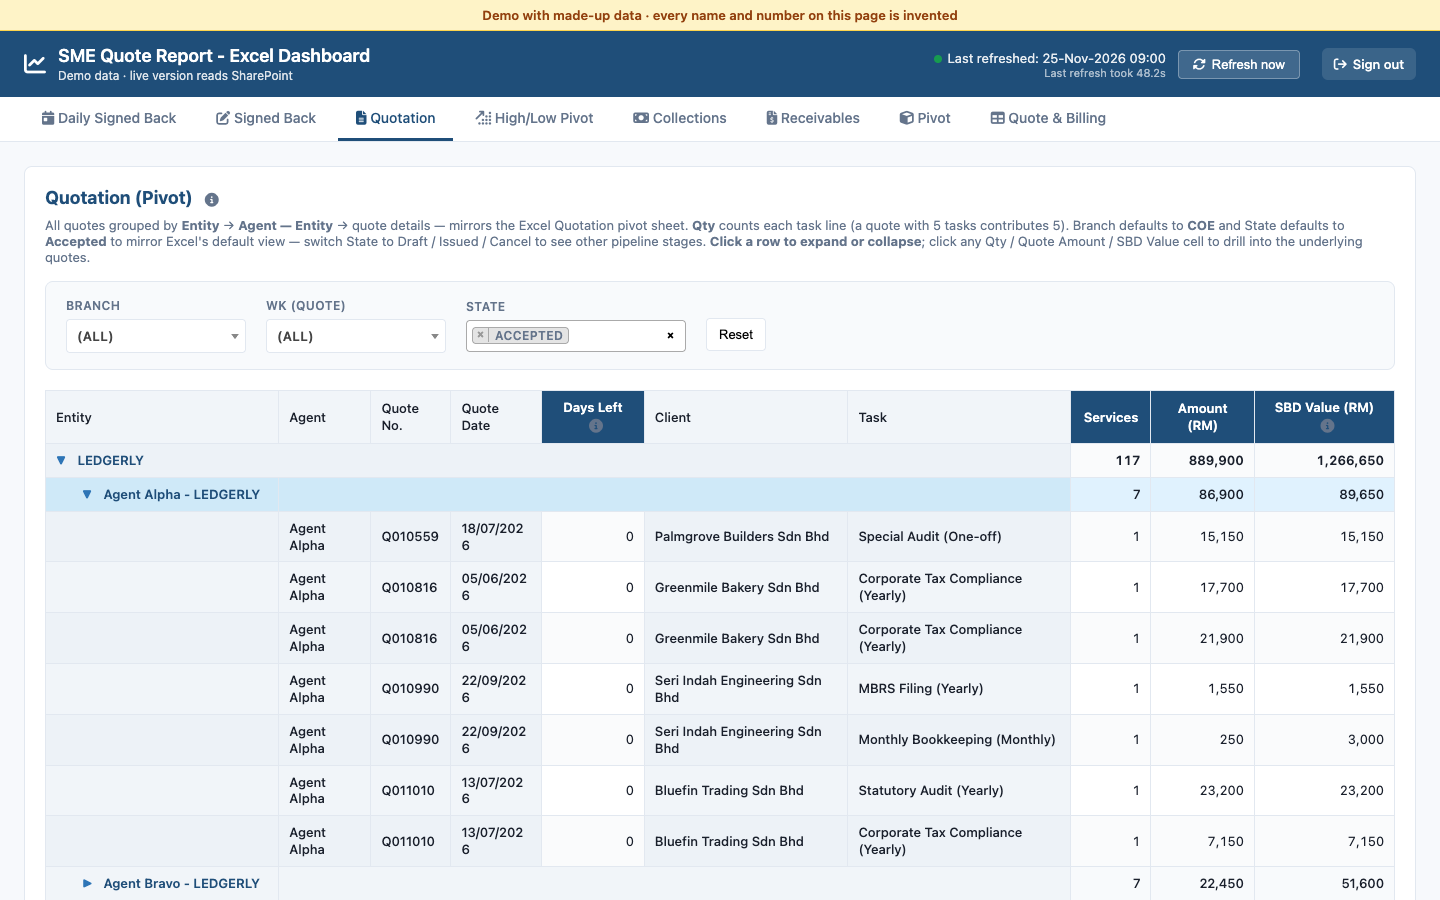 Demo with made-up data · every name and number on this page is invented
SME Quote Report - Excel Dashboard
Demo data · live version reads SharePoint
Last refreshed: 25-Nov-2026 09:00
Last refresh took 48.2s
Refresh now
Sign out
Daily Signed Back
Signed Back
Quotation
High/Low Pivot
Collections
Receivables
Pivot
Quote & Billing
Quotation (Pivot)
All quotes grouped by Entity → Agent — Entity → quote details — mirrors the Excel Quotation pivot sheet. Qty counts each task line (a quote with 5 tasks contributes 5). Branch defaults to COE and State defaults to
Accepted to mirror Excel's default view — switch State to Draft / Issued / Cancel to see other pipeline stages. Click a row to expand or collapse; click any Qty / Quote Amount / SBD Value cell to drill into the underlying
quotes.
BRANCH
(ALL)
WK (QUOTE)
(ALL)
STATE
× ACCEPTED ×
Reset
Entity Agent Quote No. Quote Date Days Left Client Task Services Amount (RM) SBD Value (RM)
LEDGERLY 117 889,900 1,266,650
Agent Alpha - LEDGERLY 7 86,900 89,650
Agent Alpha Q010559 18/07/2026 0 Palmgrove Builders Sdn Bhd Special Audit (One-off) 1 15,150 15,150
Agent Alpha Q010816 05/06/2026 0 Greenmile Bakery Sdn Bhd Corporate Tax Compliance (Yearly) 1 17,700 17,700
Agent Alpha Q010816 05/06/2026 0 Greenmile Bakery Sdn Bhd Corporate Tax Compliance (Yearly) 1 21,900 21,900
Agent Alpha Q010990 22/09/2026 0 Seri Indah Engineering Sdn Bhd MBRS Filing (Yearly) 1 1,550 1,550
Agent Alpha Q010990 22/09/2026 0 Seri Indah Engineering Sdn Bhd Monthly Bookkeeping (Monthly) 1 250 3,000
Agent Alpha Q011010 13/07/2026 0 Bluefin Trading Sdn Bhd Statutory Audit (Yearly) 1 23,200 23,200
Agent Alpha Q011010 13/07/2026 0 Bluefin Trading Sdn Bhd Corporate Tax Compliance (Yearly) 1 7,150 7,150
Agent Bravo - LEDGERLY 7 22,450 51,600